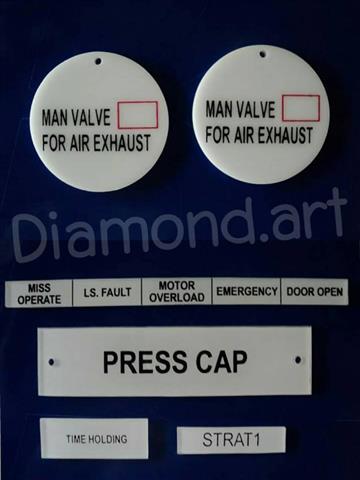 MAN VALVE
FOR AIR EXHAUST
MAN VALVE
FOR AIR EXHAUST
Diamond.art
MISS
OPERATE
L.S. FAULT
MOTOR
OVERLOAD
EMERGENCY
DOOR OPEN
PRESS CAP
TIME HOLDING
STRAT1